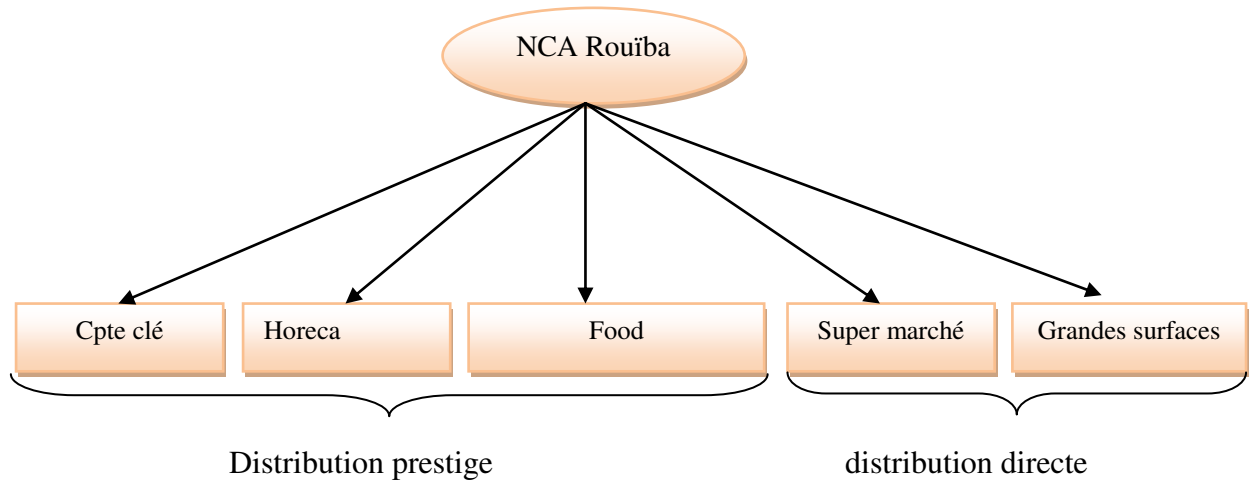 NCA Rouïba
Cpte clé
Horeca
Food
Super marché
Grandes surfaces
Distribution prestige
distribution directe